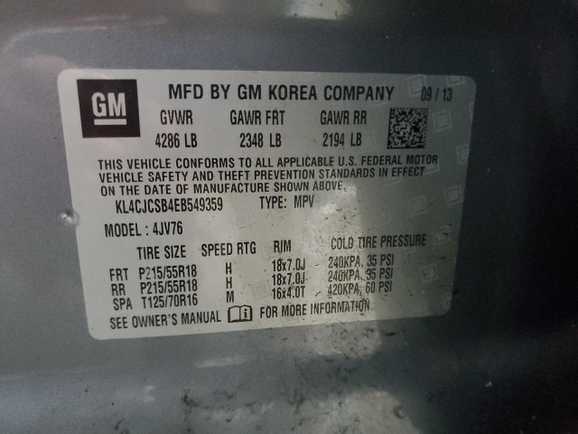 GM
MFD BY GM KOREA COMPANY 09 / 13
GVWR GAWR FRT GAWR RR
4286 LB 2348 LB 2194 LB
THIS VEHICLE CONFORMS TO ALL APPLICABLE U.S. FEDERAL MOTOR
VEHICLE SAFETY AND THEFT PREVENTION STANDARDS IN EFFECT
ON THE DATE OF MANUFACTURE SHOWN ABOVE.
KL4CJCSB4EB549359 TYPE: MPV
MODEL: 4JV76
TIRE SIZE SPEED RTG RIM COLD TIRE PRESSURE
FRT P215/55R18 H 18x7.0J 240KPA, 35 PSI
RR P215/55R18 H 18x7.0J 240KPA, 35 PSI
SPA T125/70R16 M 16x4.0T 420KPA, 60 PSI
SEE OWNER'S MANUAL FOR MORE INFORMATION